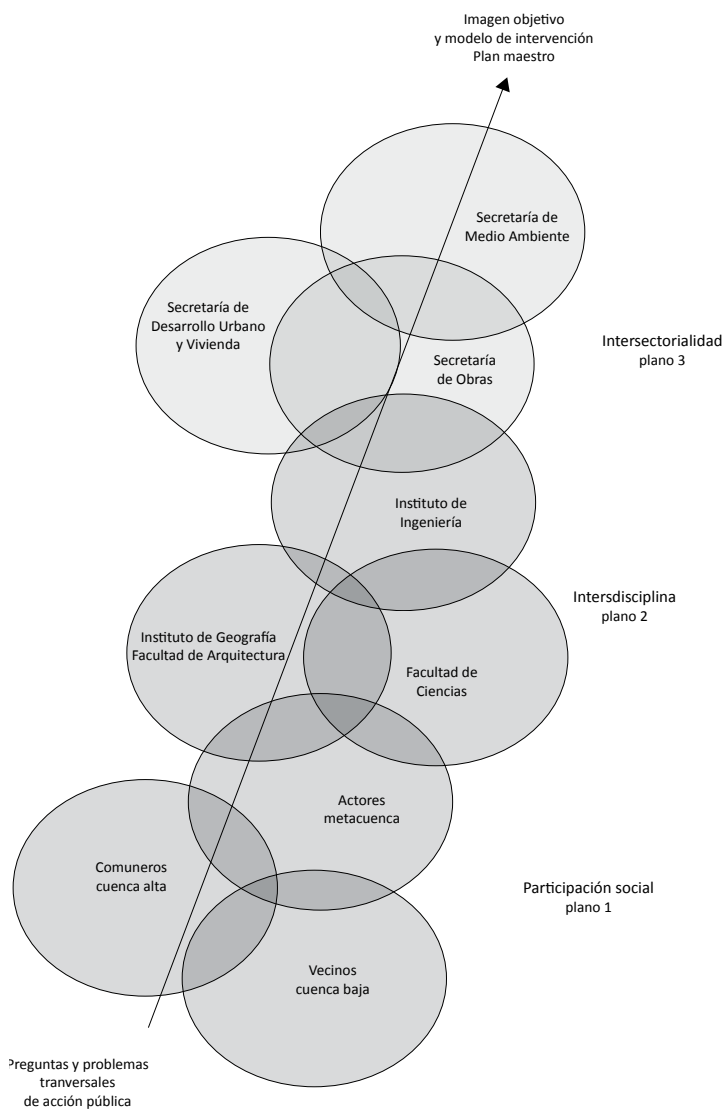 Imagen objetivo
y modelo de intervención
Plan maestro
Secretaría de
Medio Ambiente
Secretaría de
Desarrollo Urbano
y Vivienda
Secretaría
de Obras
Intersectorialidad
plano 3
Instituto de
Ingeniería
Intersdisciplina
plano 2
Instituto de Geografía
Facultad de Arquitectura
Facultad de
Ciencias
Actores
metacuenca
Comuneros
cuenca alta
Participación social
plano 1
Vecinos
cuenca baja
Preguntas y problemas
tranversales
de acción pública